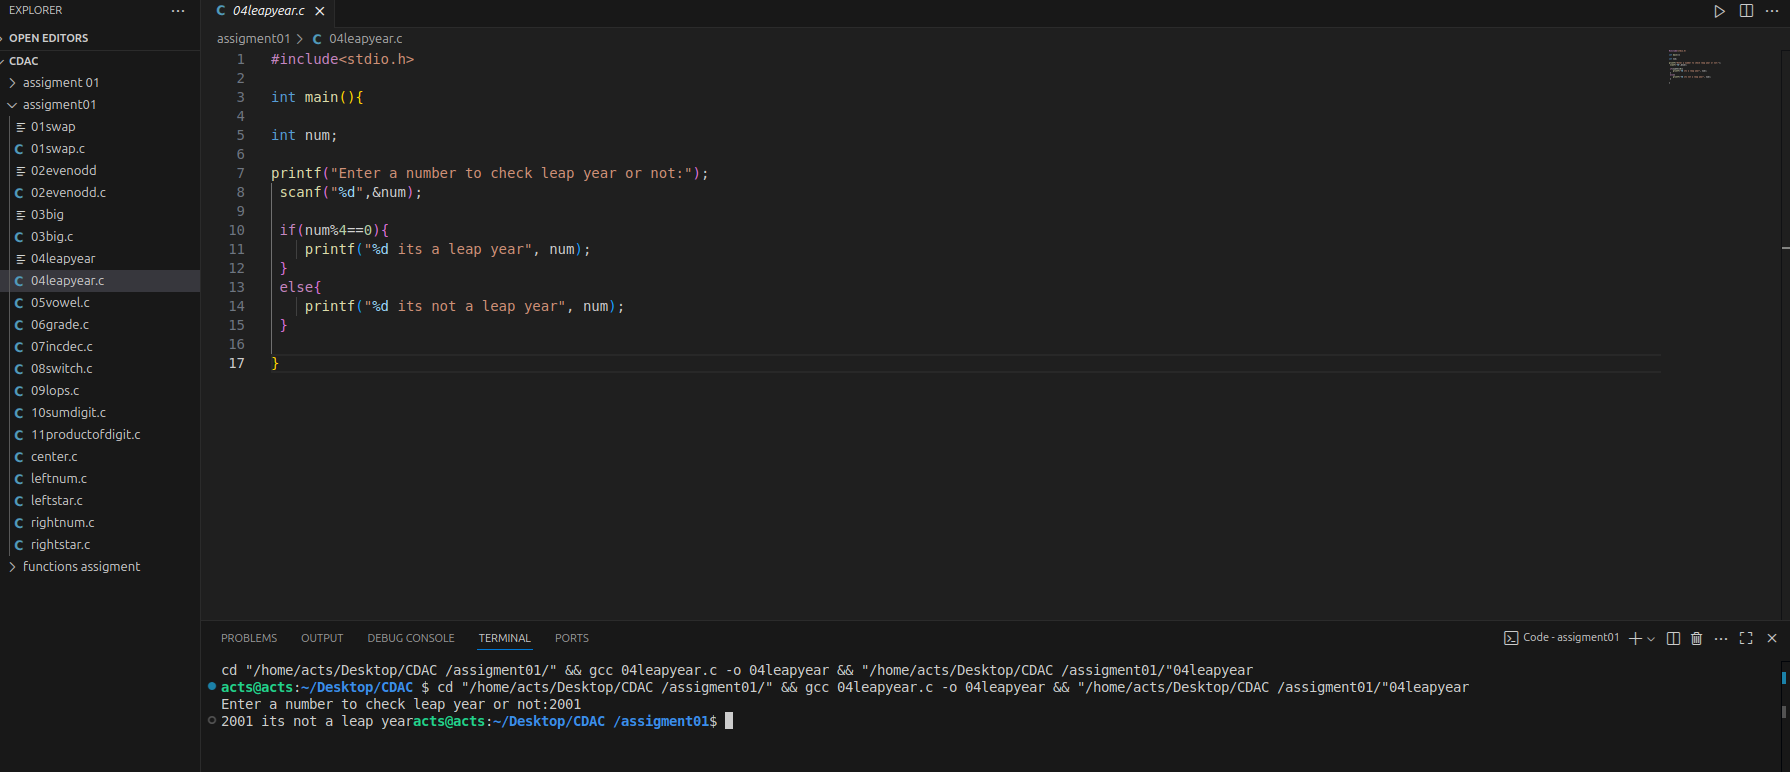 EXPLORER
OPEN EDITORS
CDAC
assigment 01
assigment01
01swap
01swap.c
02evenodd
02evenodd.c
03big
03big.c
04leapyear
04leapyear.c
05vowel.c
06grade.c
07incdec.c
08switch.c
09lops.c
10sumdigit.c
11productofdigit.c
center.c
leftnum.c
leftstar.c
rightnum.c
rightstar.c
functions assigment
04leapyear.c
assigment01 > 04leapyear.c
1 #include<stdio.h>
2
3 int main(){
4
5 int num;
6
7 printf("Enter a number to check leap year or not:");
8 scanf("%d",&num);
9
10 if(num%4==0){
11 printf("%d its a leap year", num);
12 }
13 else{
14 printf("%d its not a leap year", num);
15 }
16
17 }
PROBLEMS OUTPUT DEBUG CONSOLE TERMINAL PORTS
Code - assigment01
cd "/home/acts/Desktop/CDAC /assigment01/" && gcc 04leapyear.c -o 04leapyear && "/home/acts/Desktop/CDAC /assigment01/"04leapyear
acts@acts:~/Desktop/CDAC $ cd "/home/acts/Desktop/CDAC /assigment01/" && gcc 04leapyear.c -o 04leapyear && "/home/acts/Desktop/CDAC /assigment01/"04leapyear
Enter a number to check leap year or not:2001
2001 its not a leap yearacts@acts:~/Desktop/CDAC /assigment01$